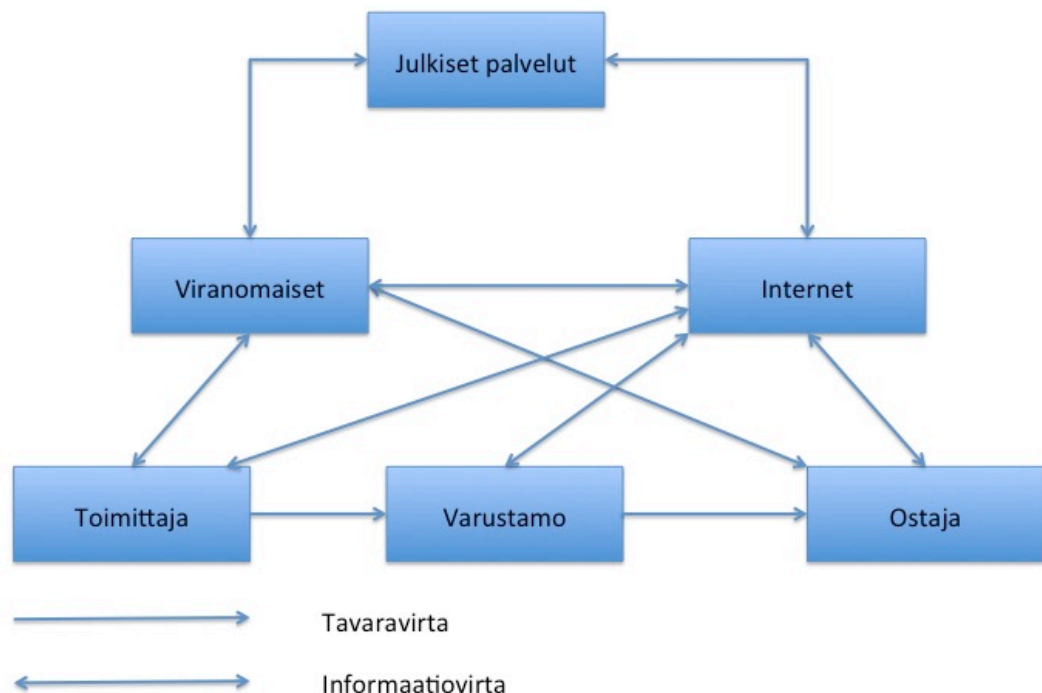 Julkiset palvelut
Viranomaiset
Internet
Toimittaja
Varustamo
Ostaja
Tavaravirta
Informaatiovirta